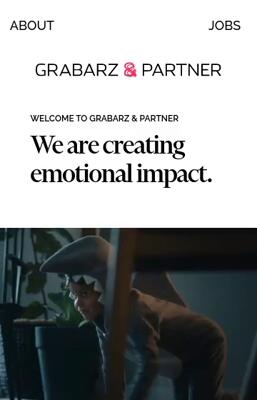 ABOUT JOBS
GRABARZ & PARTNER
WELCOME TO GRABARZ & PARTNER
We are creating
emotional impact.